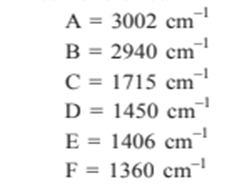 A = 3002 cm⁻¹
B = 2940 cm⁻¹
C = 1715 cm⁻¹
D = 1450 cm⁻¹
E = 1406 cm⁻¹
F = 1360 cm⁻¹